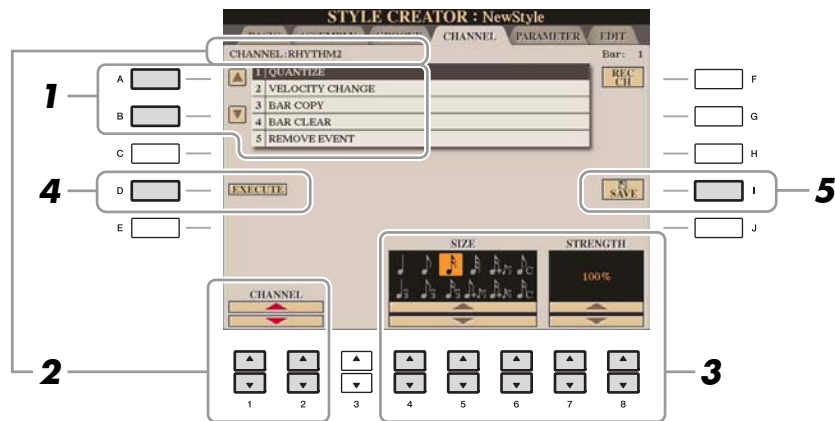 STYLE CREATOR : NewStyle
BASIC ASSEMBLY GROOVE CHANNEL PARAMETER EDIT
CHANNEL:RHYTHM2
Bar: 1
1 QUANTIZE
2 VELOCITY CHANGE
3 BAR COPY
4 BAR CLEAR
5 REMOVE EVENT
REC
CH
EXECUTE
SAVE
SIZE
STRENGTH
100%
CHANNEL
A
B
C
D
E
F
G
H
I
J
1
4
5
2
3
1 2 3 4 5 6 7 8